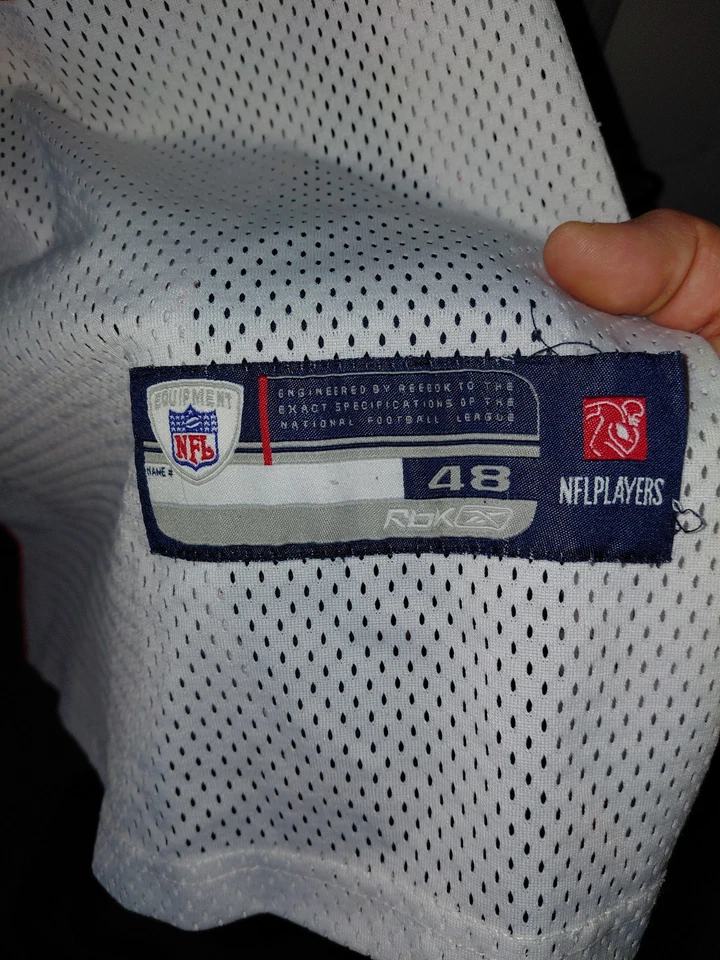 EQUIPMENT
NFL
ENGINEERED BY REEBOK TO THE
EXACT SPECIFICATIONS OF THE
NATIONAL FOOTBALL LEAGUE
NAME #
48
RBK
NFLPLAYERS